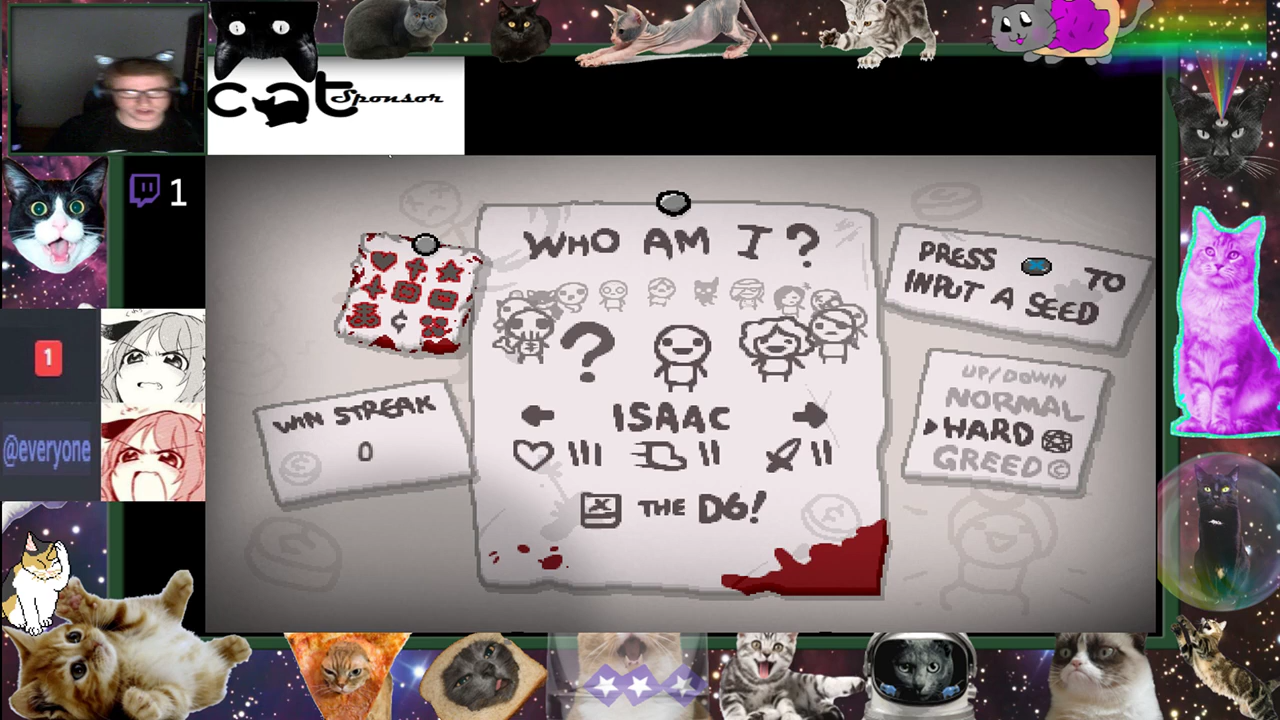 cat Sponsor
1
WHO AM I?
PRESS TO
INPUT A SEED
WIN STREAK
0
UP/DOWN
NORMAL
HARD
GREED
ISAAC
THE D6!
1
@everyone